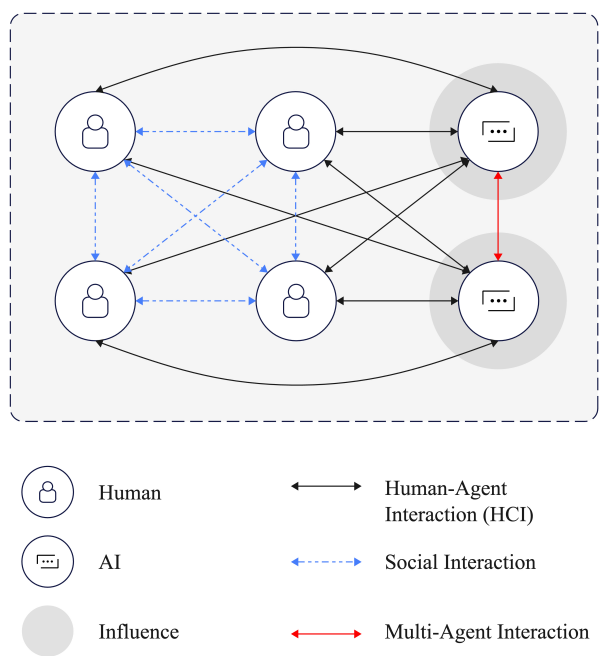 Human
Human-Agent
Interaction (HCI)
AI
Social Interaction
Influence
Multi-Agent Interaction